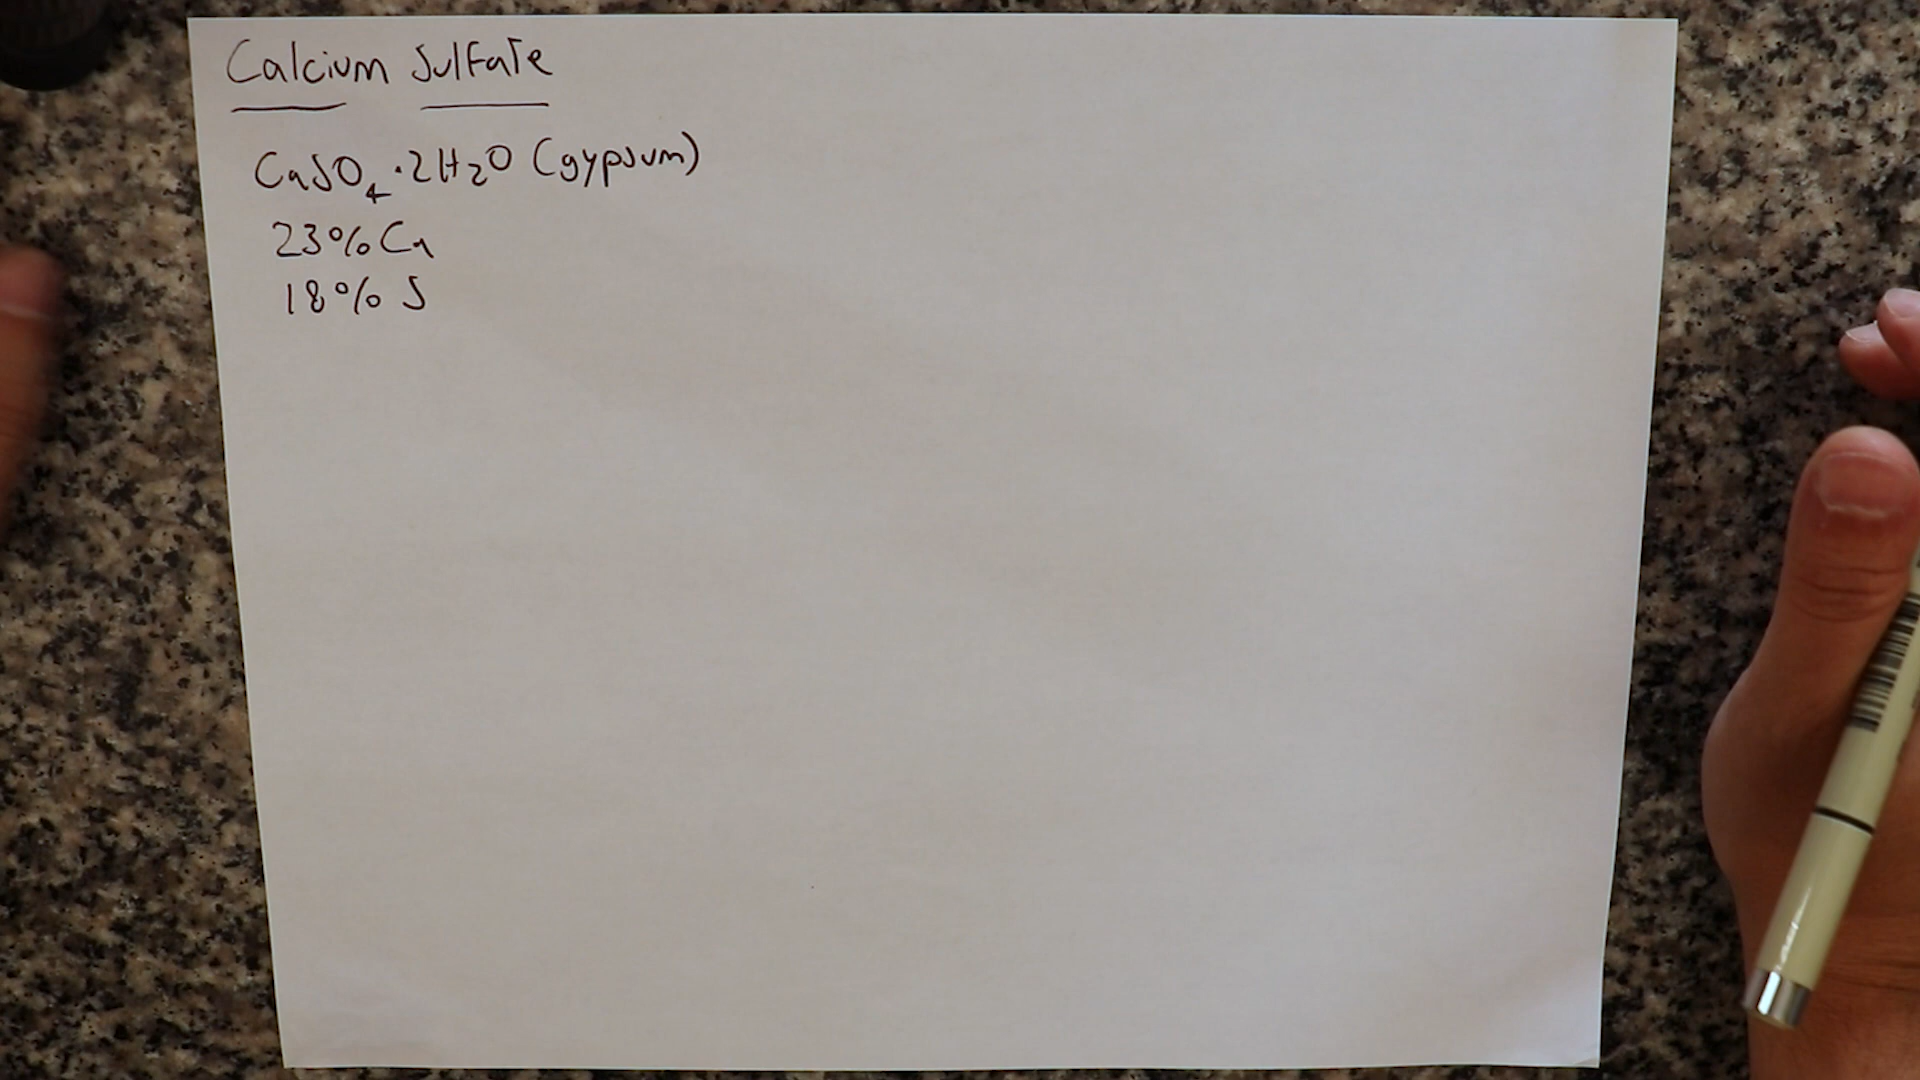 Calcium Sulfate
CaSO₄·2H₂O (gypsum)
23% Ca
18% S